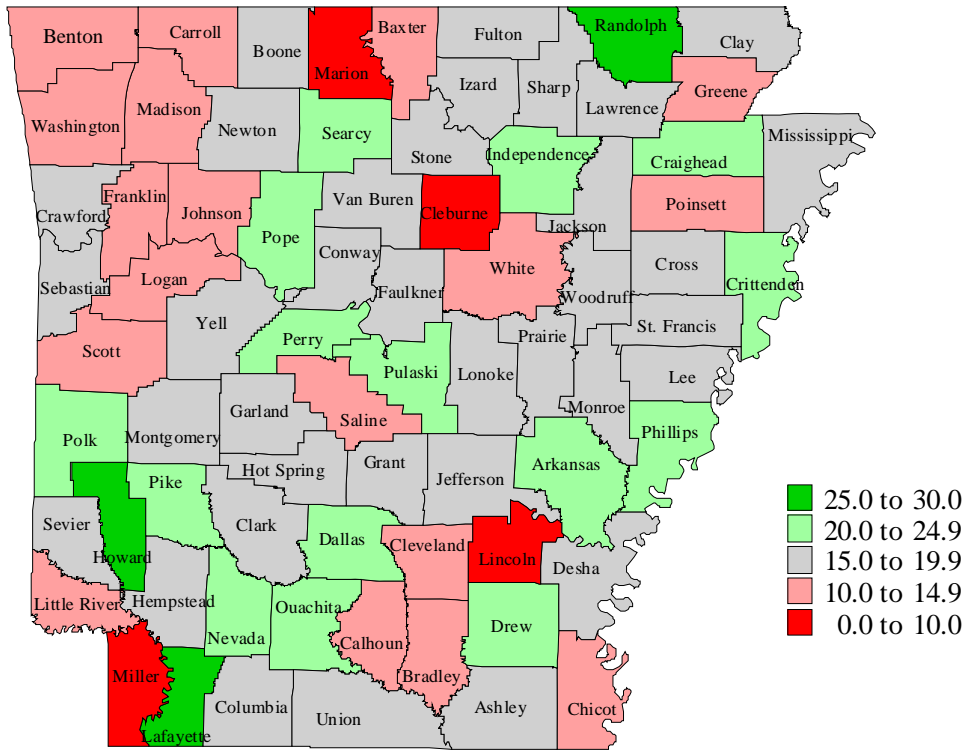 Benton
Carroll
Boone
Marion
Baxter
Fulton
Randolph
Clay
Izard
Sharp
Lawrence
Greene
Washington
Madison
Newton
Searcy
Stone
Independence
Craighead
Mississippi
Crawford
Franklin
Johnson
Pope
Van Buren
Cleburne
Jackson
Poinsett
Sebastian
Logan
Conway
Faulkner
White
Woodruff
Cross
Crittenden
Scott
Yell
Perry
Pulaski
Lonoke
Prairie
St. Francis
Lee
Polk
Montgomery
Garland
Saline
Monroe
Phillips
Pike
Hot Spring
Grant
Jefferson
Arkansas
Sevier
Howard
Clark
Dallas
Cleveland
Lincoln
Desha
Little River
Hempstead
Nevada
Ouachita
Calhoun
Bradley
Drew
Miller
Lafayette
Columbia
Union
Ashley
Chicot
25.0 to 30.0
20.0 to 24.9
15.0 to 19.9
10.0 to 14.9
0.0 to 10.0